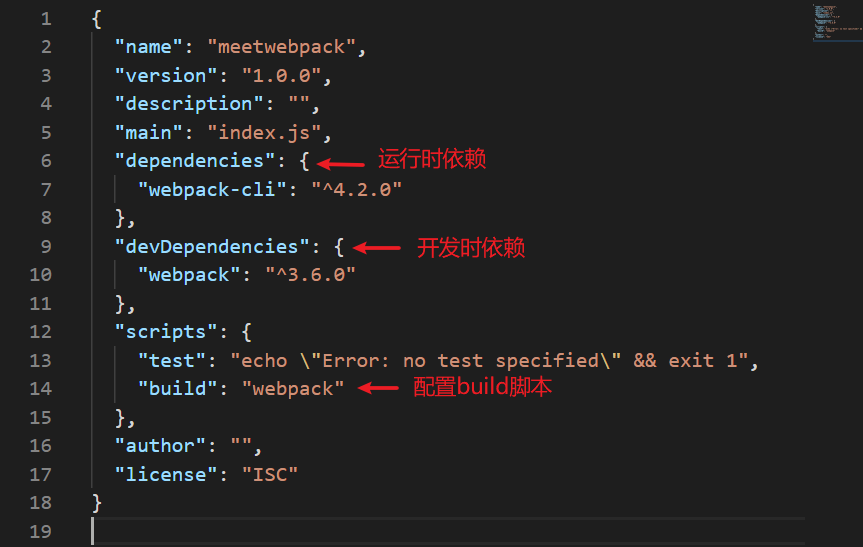 1 {
2 "name": "meetwebpack",
3 "version": "1.0.0",
4 "description": "",
5 "main": "index.js",
6 "dependencies": { 运行时依赖
7 "webpack-cli": "^4.2.0"
8 },
9 "devDependencies": { 开发时依赖
10 "webpack": "^3.6.0"
11 },
12 "scripts": {
13 "test": "echo \"Error: no test specified\" && exit 1",
14 "build": "webpack" 配置build脚本
15 },
16 "author": "",
17 "license": "ISC"
18 }
19